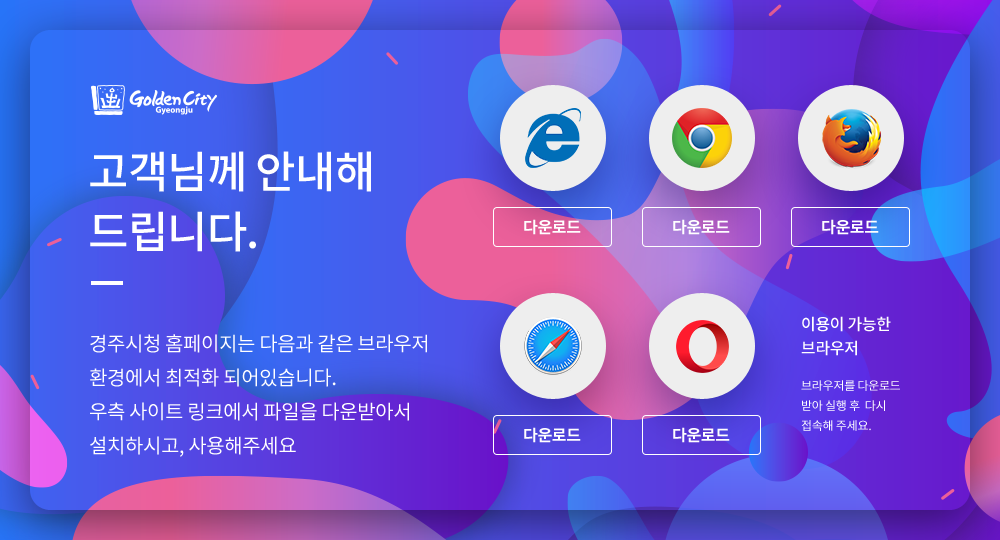 Golden City
Gyeongju
고객님께 안내해
드립니다.
경주시청 홈페이지는 다음과 같은 브라우저
환경에서 최적화 되어있습니다.
우측 사이트 링크에서 파일을 다운받아서
설치하시고, 사용해주세요
다운로드
다운로드
다운로드
다운로드
다운로드
이용이 가능한
브라우저
브라우저를 다운로드
받아 실행 후 다시
접속해 주세요.